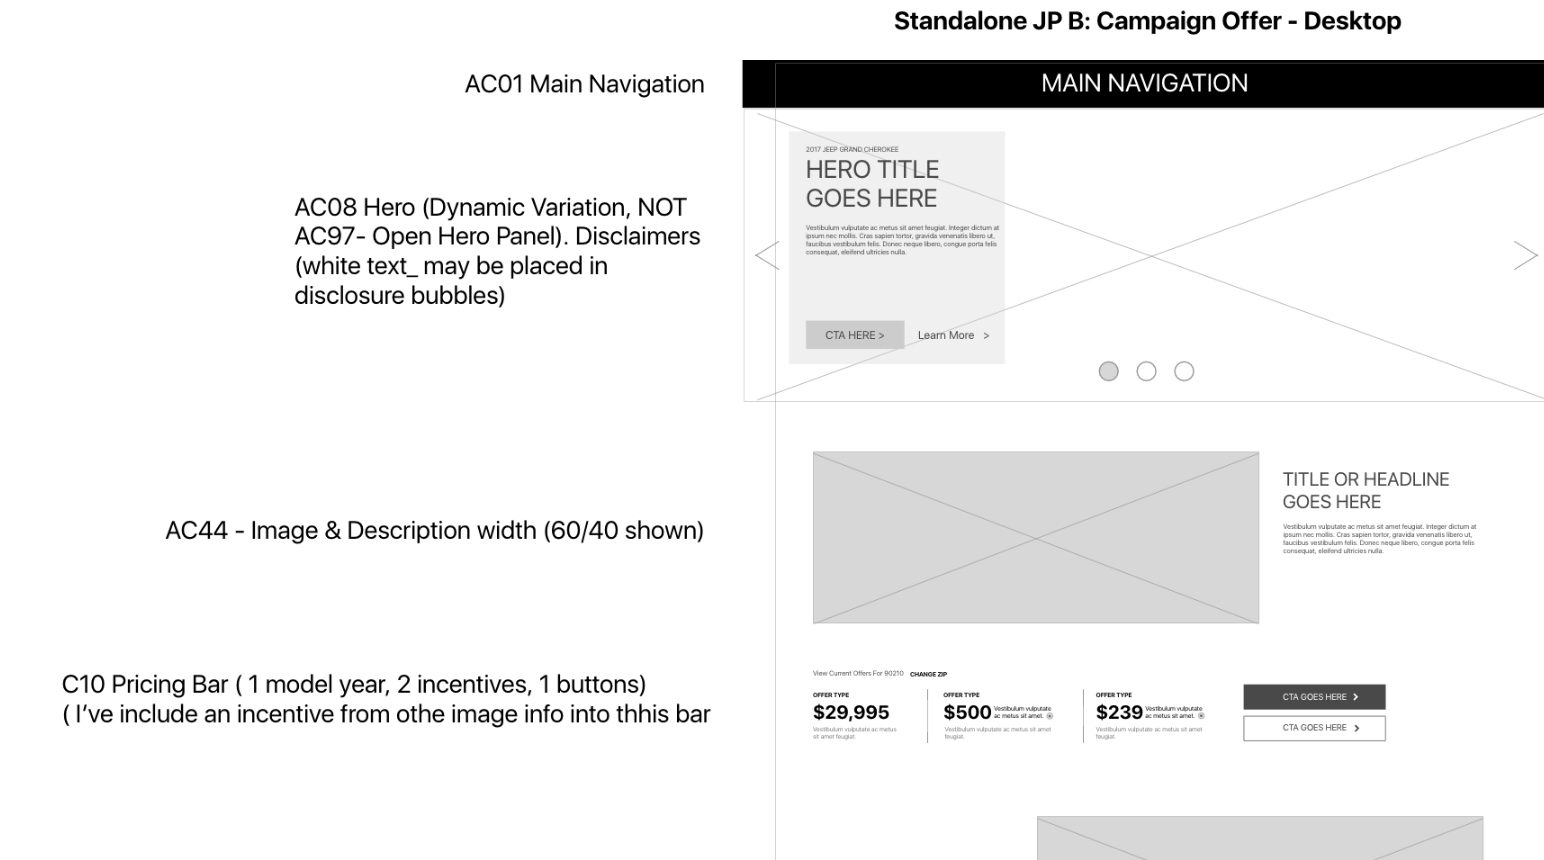 Standalone JP B: Campaign Offer - Desktop
AC01 Main Navigation
MAIN NAVIGATION
AC08 Hero (Dynamic Variation, NOT
AC97- Open Hero Panel). Disclaimers
(white text_ may be placed in
disclosure bubbles)
2017 JEEP GRAND CHEROKEE
HERO TITLE
GOES HERE
Vestibulum vulputate ac metus sit amet feugiat. Integer dictum at
ipsum nec mollis. Cras sapien tortor, gravida venenatis libero ut,
faucibus vestibulum felis. Donec neque libero, congue porta felis
consequat, eleifend ultricies nulla.
CTA HERE >
Learn More >
AC44 - Image & Description width (60/40 shown)
TITLE OR HEADLINE
GOES HERE
Vestibulum vulputate ac metus sit amet feugiat. Integer dictum at
ipsum nec mollis. Cras sapien tortor, gravida venenatis libero ut,
faucibus vestibulum felis. Donec neque libero, congue porta felis
consequat, eleifend ultricies nulla.
C10 Pricing Bar ( 1 model year, 2 incentives, 1 buttons)
( I've include an incentive from othe image info into thhis bar
View Current Offers For 90210 CHANGE ZIP
OFFER TYPE
$29,995
Vestibulum vulputate ac metus
sit amet feugiat.
OFFER TYPE
$500 Vestibulum vulputate
ac metus sit amet.
Vestibulum vulputate ac metus sit amet
feugiat.
OFFER TYPE
$239 Vestibulum vulputate
ac metus sit amet.
Vestibulum vulputate ac metus sit amet
feugiat.
CTA GOES HERE >
CTA GOES HERE >